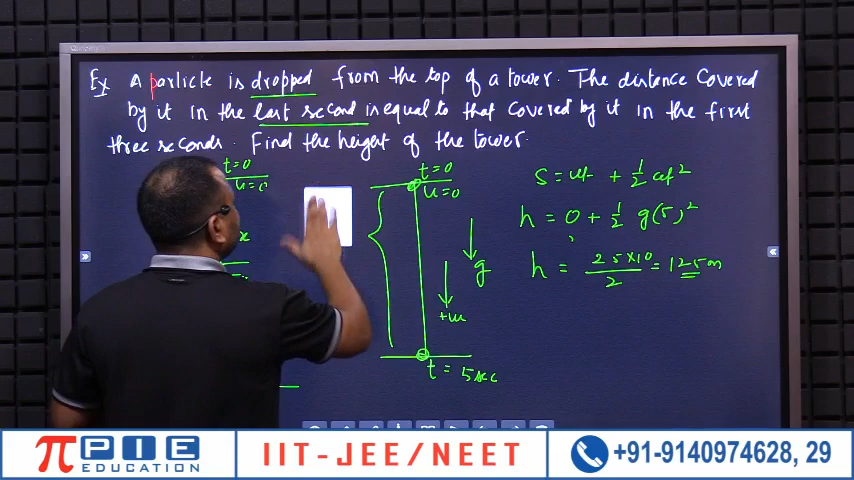 Ex A particle is dropped from the top of a tower. The distance covered
by it in the last second is equal to that covered by it in the first
three seconds. Find the height of the tower.
t=0
u=0
x
t=0
u=0
g
+ve
t = 5 sec
S = ut + 1/2 at²
h = 0 + 1/2 g(5)²
h = 25×10/2 = 125 m
π PIE EDUCATION
IIT-JEE/NEET
+91-9140974628, 29